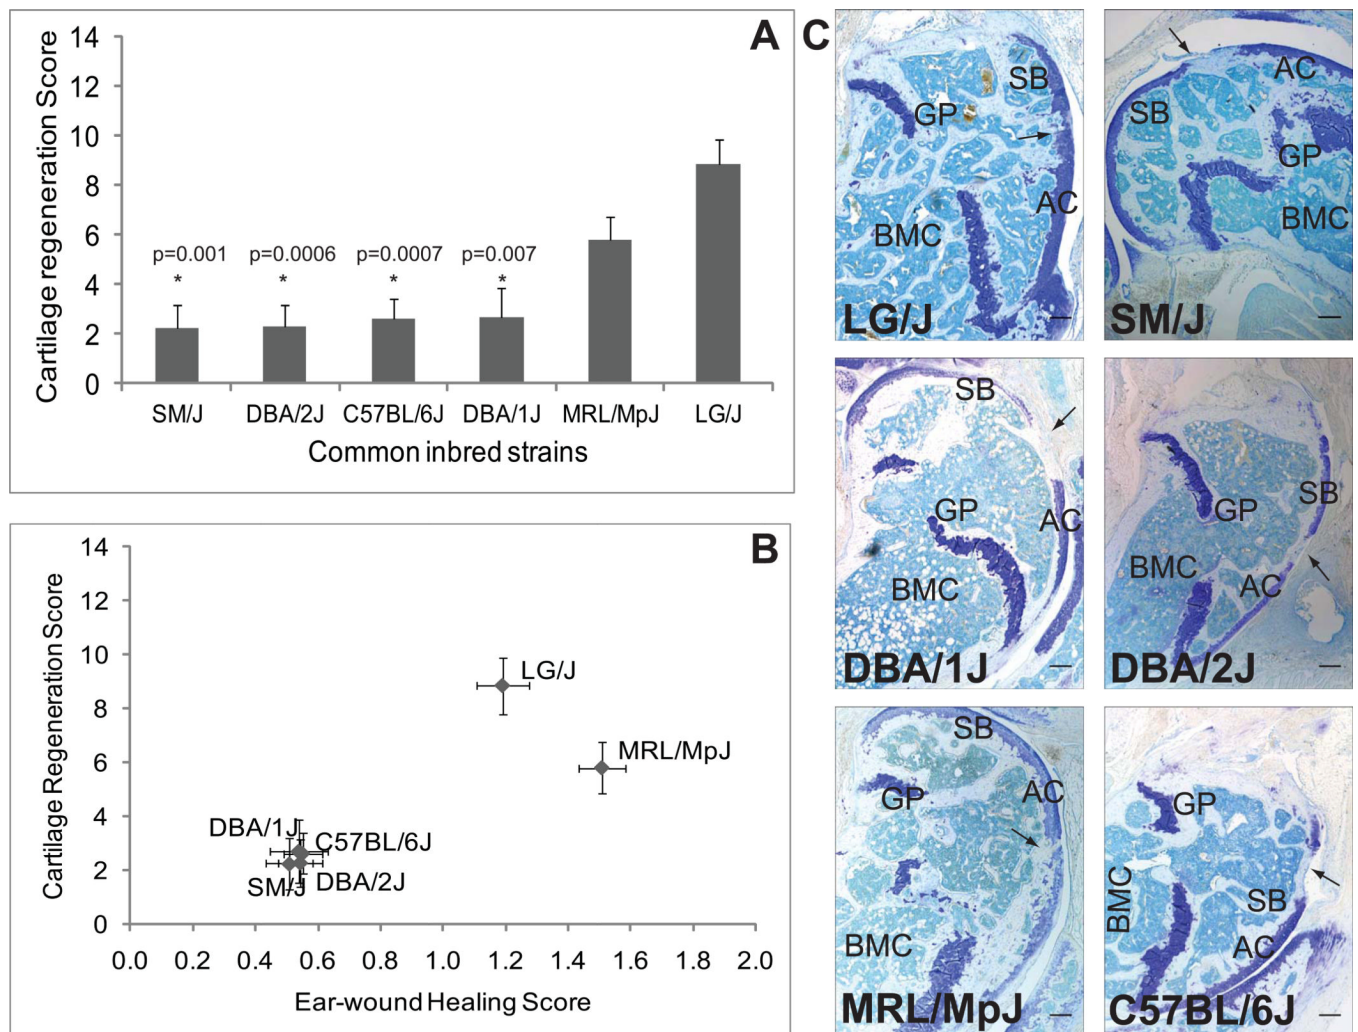 A
Cartilage regeneration Score
14
12
10
8
6
4
2
0
p=0.001 p=0.0006 p=0.0007 p=0.007
* * * *
SM/J DBA/2J C57BL/6J DBA/1J MRL/MpJ LG/J
Common inbred strains
B
Cartilage Regeneration Score
14
12
10
8
6
4
2
0
LG/J
MRL/MpJ
DBA/1J
C57BL/6J
SM/J
DBA/2J
0.0 0.2 0.4 0.6 0.8 1.0 1.2 1.4 1.6 1.8 2.0
Ear-wound Healing Score
C
SB
GP
AC
BMC
LG/J
AC
SB
GP
BMC
SM/J
SB
GP
AC
BMC
DBA/1J
SB
GP
BMC
AC
DBA/2J
SB
GP
AC
BMC
MRL/MpJ
GP
BMC
SB
AC
C57BL/6J